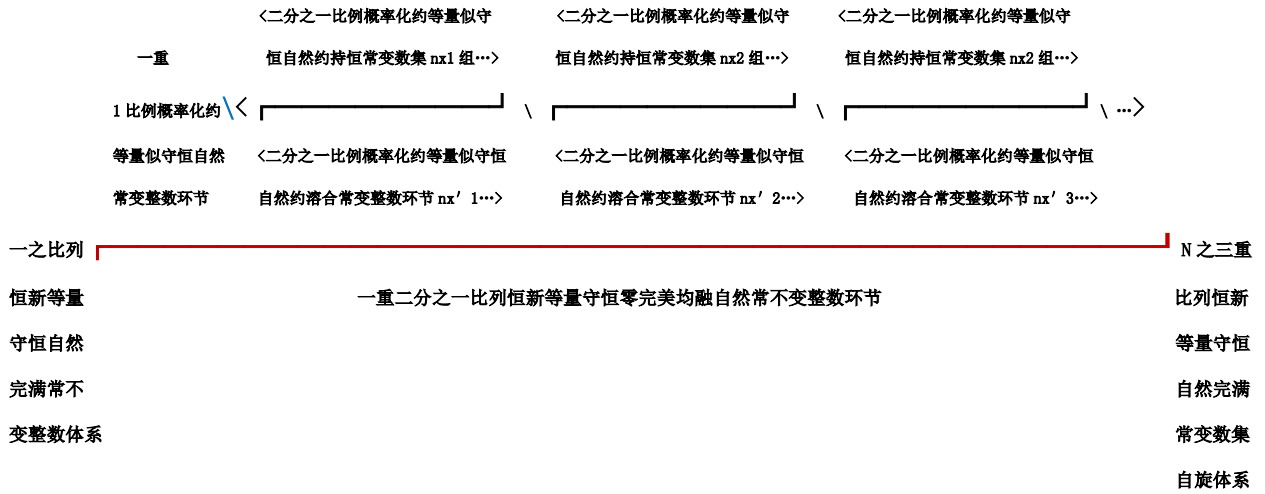 <二分之一比例概率化约等量似守 <二分之一比例概率化约等量似守 <二分之一比例概率化约等量似守
一重 恒自然约持恒常变数集 nx1 组…> 恒自然约持恒常变数集 nx2 组…> 恒自然约持恒常变数集 nx2 组…>
1 比例概率化约\< \ \ \ …>
等量似守恒自然 <二分之一比例概率化约等量似守恒 <二分之一比例概率化约等量似守恒 <二分之一比例概率化约等量似守恒
常变整数环节 自然约溶合常变整数环节 nx′1…> 自然约溶合常变整数环节 nx′2…> 自然约溶合常变整数环节 nx′3…>
一之比列 N 之三重
恒新等量 一重二分之一比列恒新等量守恒零完美均融自然常不变整数环节 比列恒新
守恒自然 等量守恒
完满常不 自然完满
变整数体系 常变数集
自旋体系